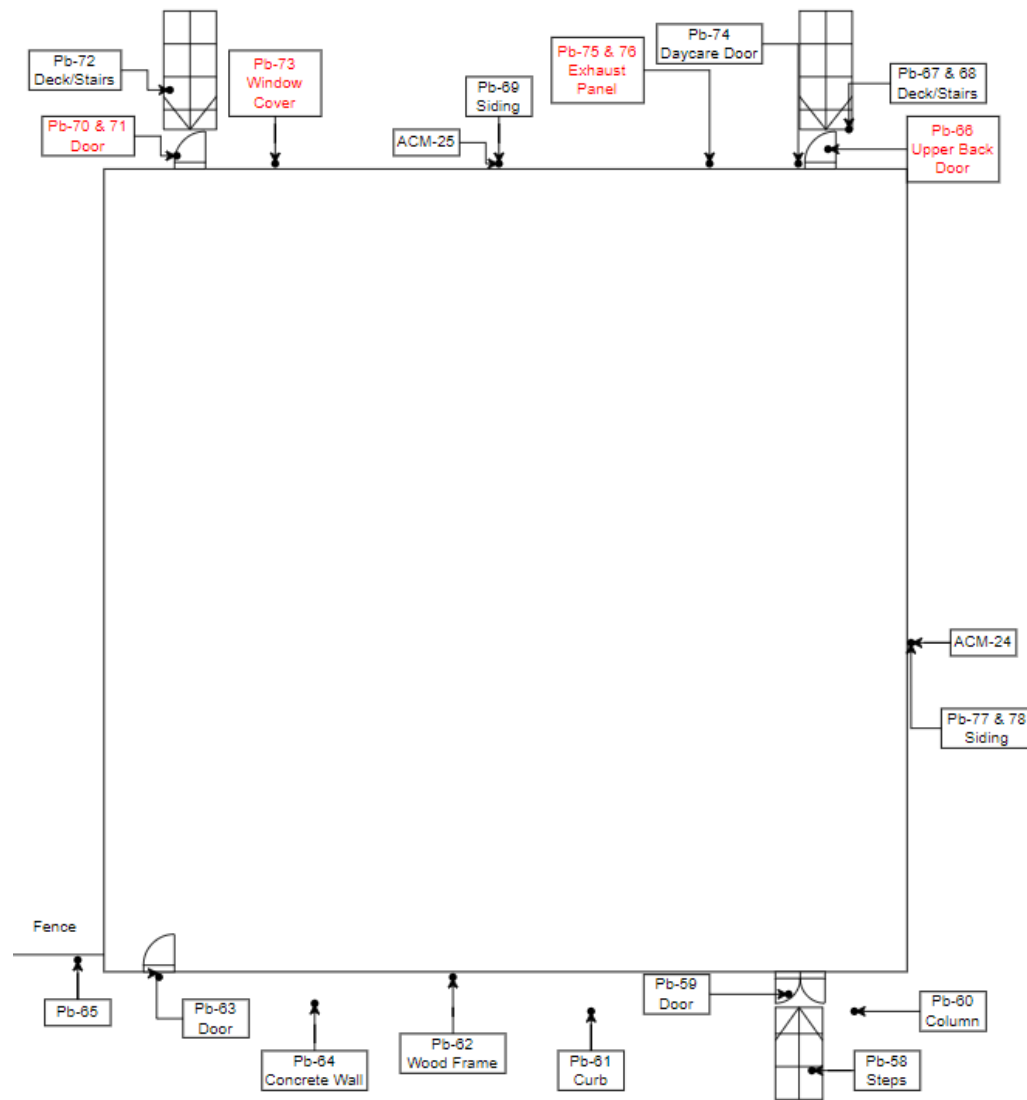 Pb-72
Deck/Stairs
Pb-73
Window
Cover
Pb-69
Siding
Pb-75 & 76
Exhaust
Panel
Pb-74
Daycare Door
Pb-67 & 68
Deck/Stairs
Pb-70 & 71
Door
ACM-25
Pb-66
Upper Back
Door
ACM-24
Pb-77 & 78
Siding
Fence
Pb-65
Pb-63
Door
Pb-64
Concrete Wall
Pb-62
Wood Frame
Pb-61
Curb
Pb-59
Door
Pb-60
Column
Pb-58
Steps